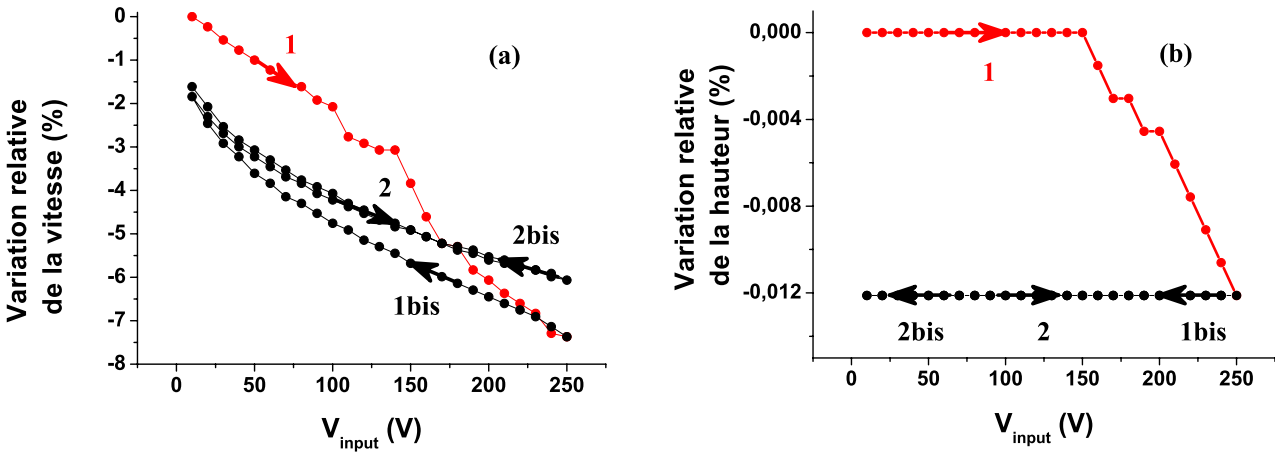 Variation relative
de la vitesse (%)
0
-1
-2
-3
-4
-5
-6
-7
-8
1
(a)
2
2bis
1bis
0
50
100
150
200
250
V_input (V)
Variation relative
de la hauteur (%)
0,000
-0,004
-0,008
-0,012
1
(b)
2bis
2
1bis
0
50
100
150
200
250
V_input (V)